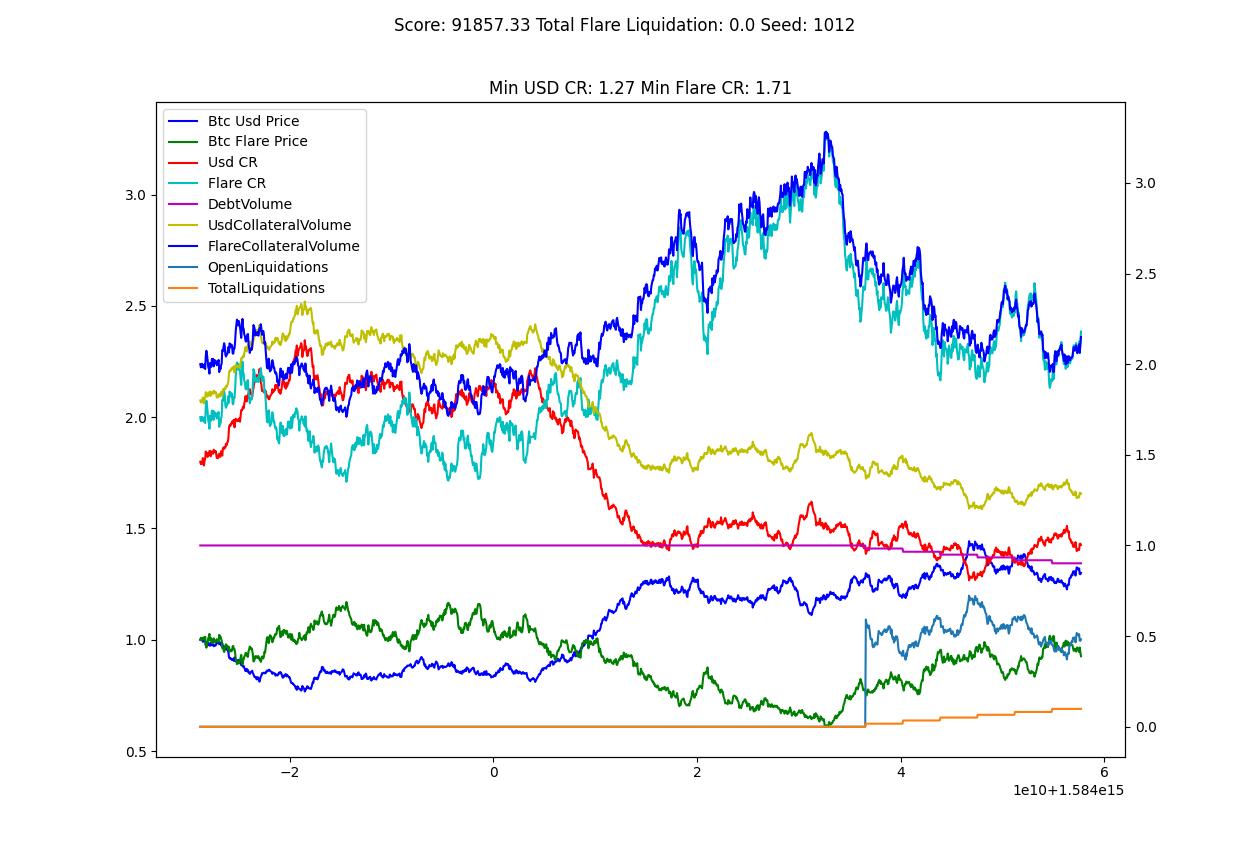 Score: 91857.33 Total Flare Liquidation: 0.0 Seed: 1012
Min USD CR: 1.27 Min Flare CR: 1.71
Btc Usd Price
Btc Flare Price
Usd CR
Flare CR
DebtVolume
UsdCollateralVolume
FlareCollateralVolume
OpenLiquidations
TotalLiquidations
3.0
2.5
2.0
1.5
1.0
0.5
3.0
2.5
2.0
1.5
1.0
0.5
0.0
−2
0
2
4
6
1e10+1.584e15